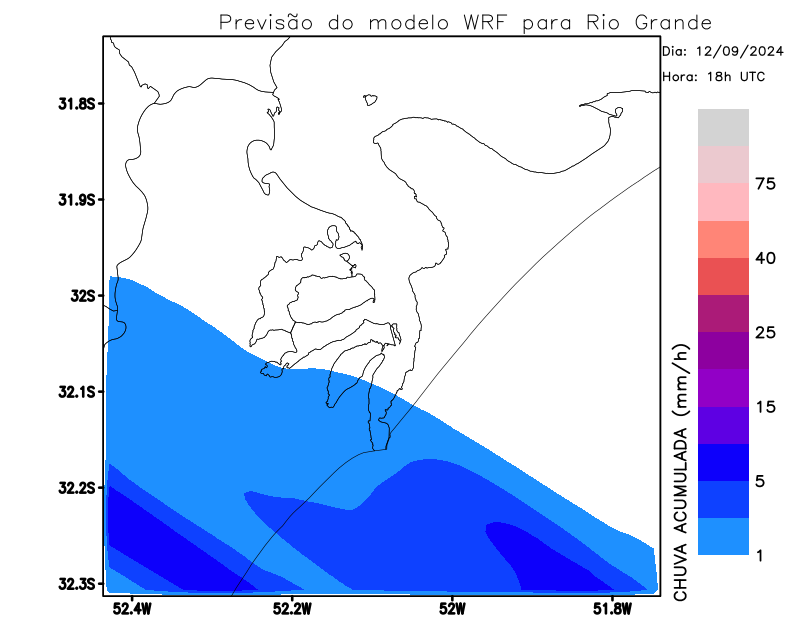 Previsão do modelo WRF para Rio Grande
Dia: 12/09/2024
Hora: 18h UTC
31.8S
31.9S
32S
32.1S
32.2S
32.3S
52.4W
52.2W
52W
51.8W
75
40
25
15
5
1
CHUVA ACUMULADA (mm/h)